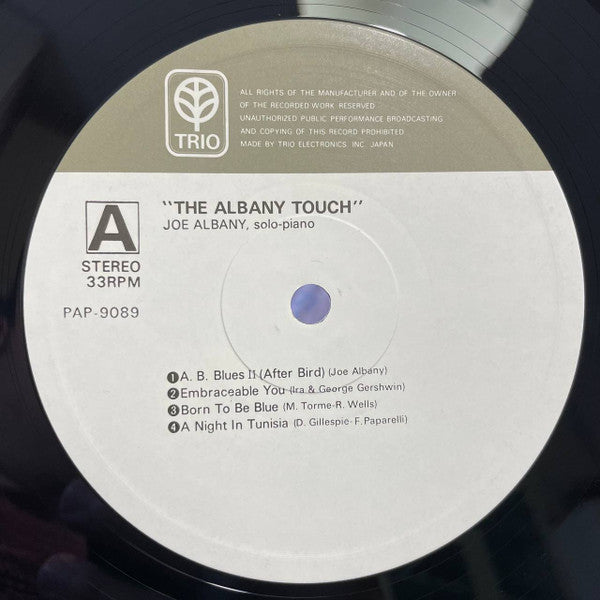 TRIO
ALL RIGHTS OF THE MANUFACTURER AND OF THE OWNER
OF THE RECORDED WORK RESERVED
UNAUTHORIZED PUBLIC PERFORMANCE BROADCASTING
AND COPYING OF THIS RECORD PROHIBITED
MADE BY TRIO ELECTRONICS. INC. JAPAN
A
STEREO
33RPM
PAP-9089
"THE ALBANY TOUCH"
JOE ALBANY, solo-piano
❶A. B. Blues II (After Bird) (Joe Albany)
❷Embraceable You (Ira & George Gershwin)
❸Born To Be Blue (M. Torme-R. Wells)
❹A Night In Tunisia (D. Gillespie-F. Paparelli)